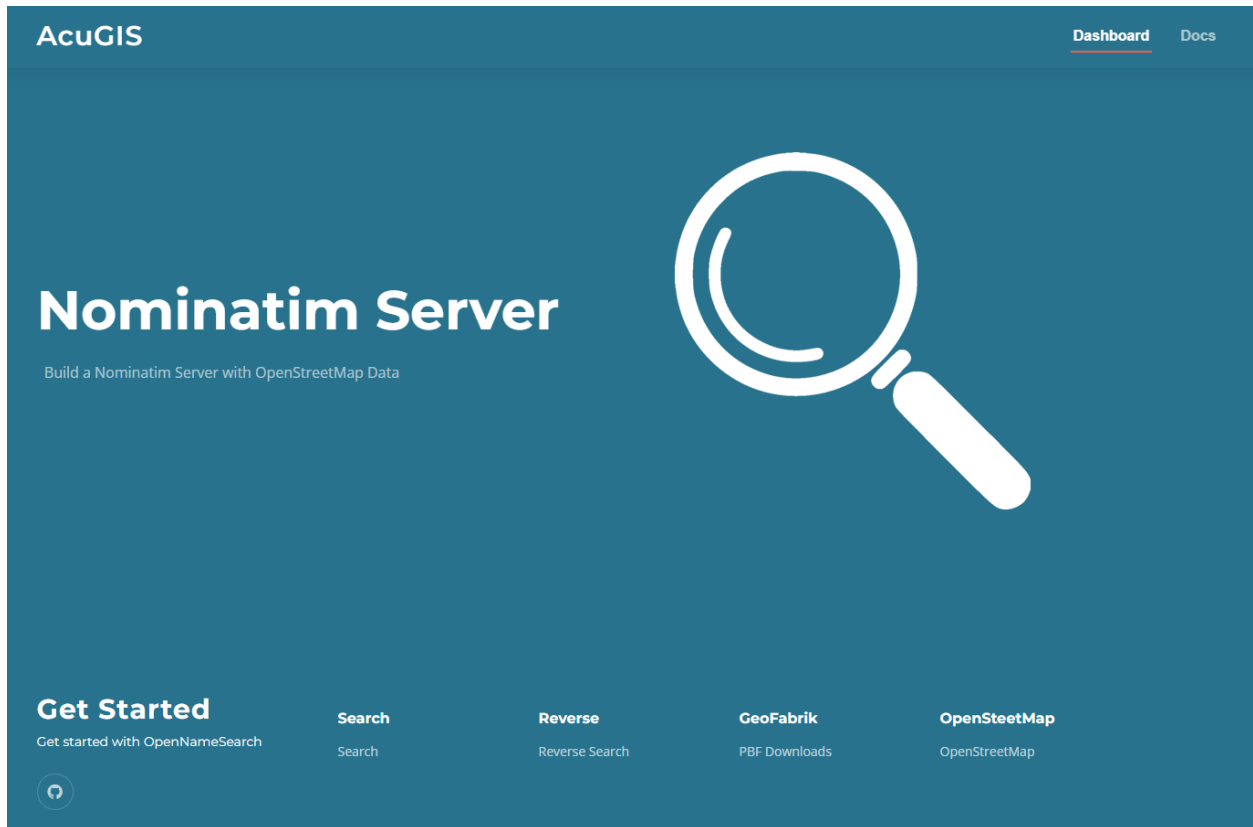 AcuGIS
Dashboard
Docs
Nominatim Server
Build a Nominatim Server with OpenStreetMap Data
Get Started
Get started with OpenNameSearch
Search
Search
Reverse
Reverse Search
GeoFabrik
PBF Downloads
OpenSteetMap
OpenStreetMap